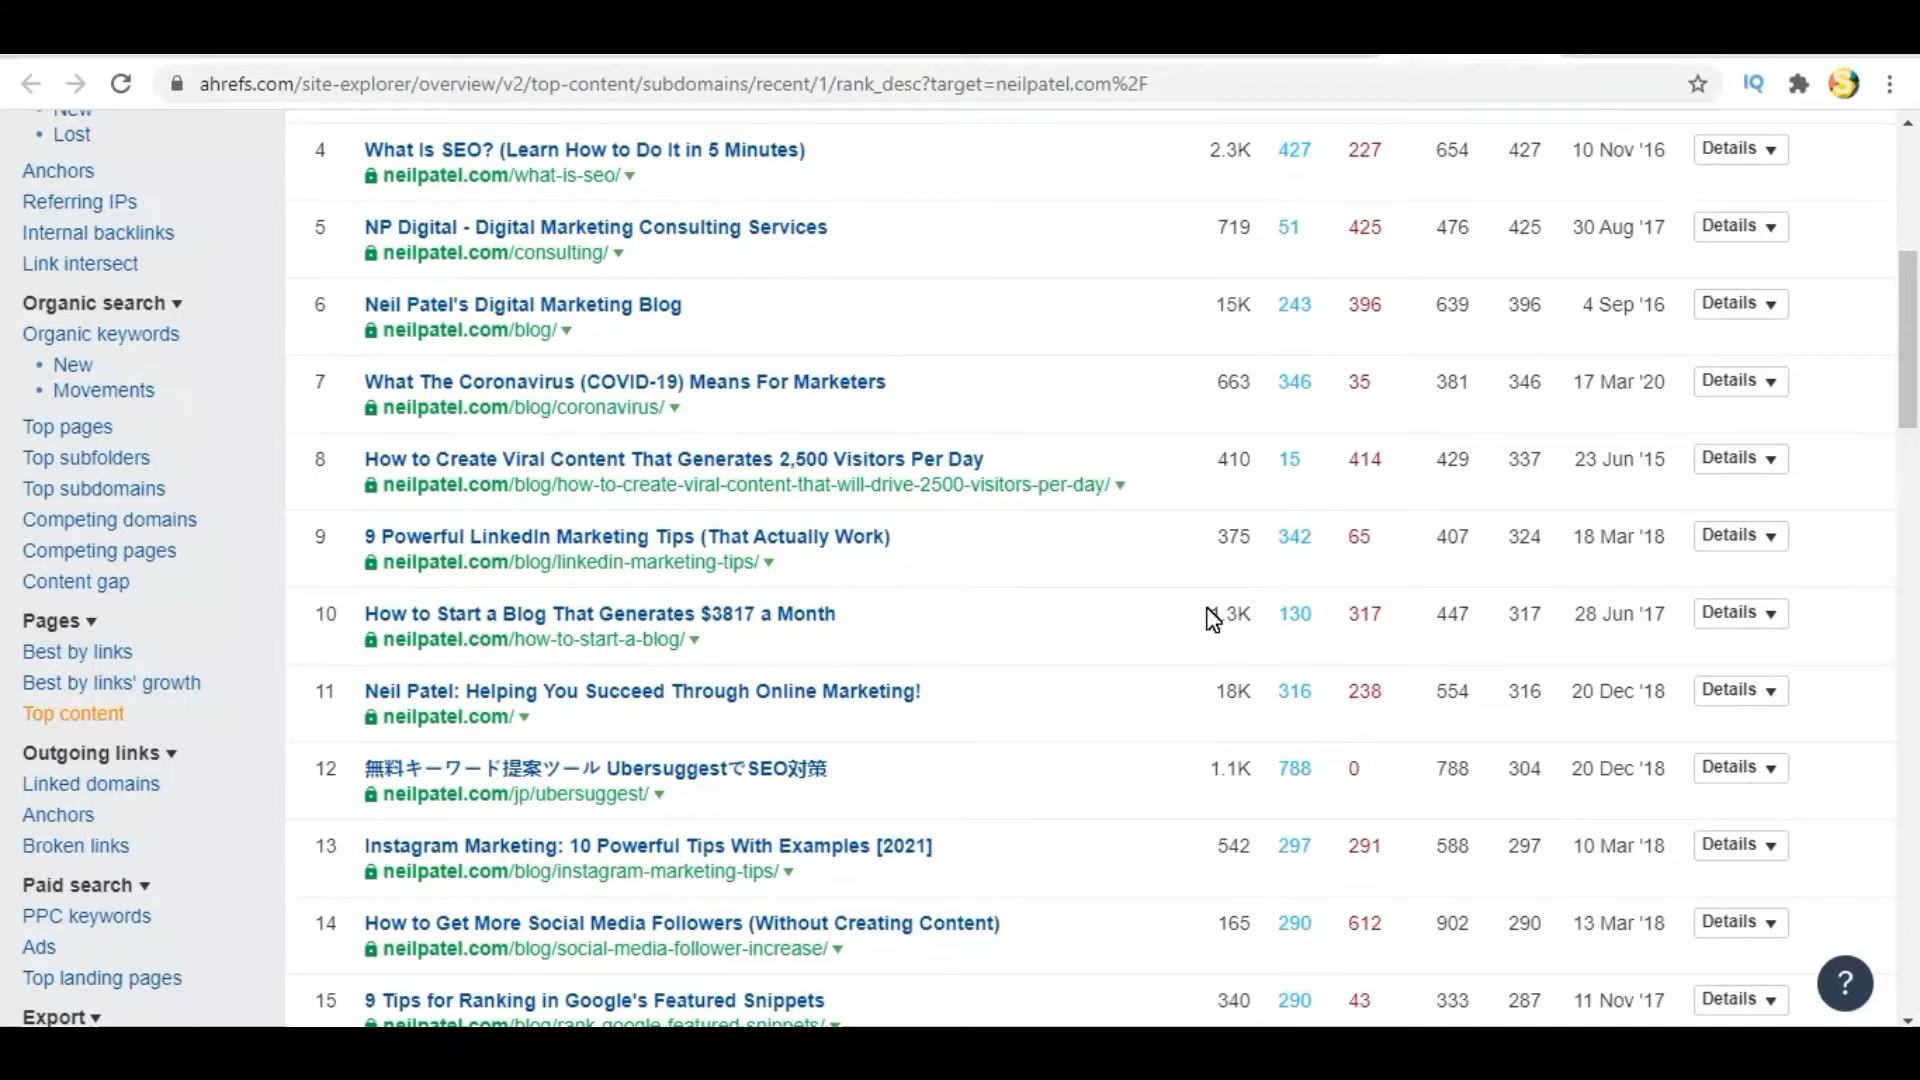 ahrefs.com/site-explorer/overview/v2/top-content/subdomains/recent/1/rank_desc?target=neilpatel.com%2F
IQ
New
Lost
Anchors
Referring IPs
Internal backlinks
Link intersect
Organic search
Organic keywords
New
Movements
Top pages
Top subfolders
Top subdomains
Competing domains
Competing pages
Content gap
Pages
Best by links
Best by links' growth
Top content
Outgoing links
Linked domains
Anchors
Broken links
Paid search
PPC keywords
Ads
Top landing pages
Export
4 What Is SEO? (Learn How to Do It in 5 Minutes) 2.3K 427 227 654 427 10 Nov '16 Details
neilpatel.com/what-is-seo/
5 NP Digital - Digital Marketing Consulting Services 719 51 425 476 425 30 Aug '17 Details
neilpatel.com/consulting/
6 Neil Patel's Digital Marketing Blog 15K 243 396 639 396 4 Sep '16 Details
neilpatel.com/blog/
7 What The Coronavirus (COVID-19) Means For Marketers 663 346 35 381 346 17 Mar '20 Details
neilpatel.com/blog/coronavirus/
8 How to Create Viral Content That Generates 2,500 Visitors Per Day 410 15 414 429 337 23 Jun '15 Details
neilpatel.com/blog/how-to-create-viral-content-that-will-drive-2500-visitors-per-day/
9 9 Powerful LinkedIn Marketing Tips (That Actually Work) 375 342 65 407 324 18 Mar '18 Details
neilpatel.com/blog/linkedin-marketing-tips/
10 How to Start a Blog That Generates $3817 a Month 130 317 447 317 28 Jun '17 Details
neilpatel.com/how-to-start-a-blog/
11 Neil Patel: Helping You Succeed Through Online Marketing! 18K 316 238 554 316 20 Dec '18 Details
neilpatel.com/
12 無料キーワード提案ツール UbersuggestでSEO対策 1.1K 788 0 788 304 20 Dec '18 Details
neilpatel.com/jp/ubersuggest/
13 Instagram Marketing: 10 Powerful Tips With Examples [2021] 542 297 291 588 297 10 Mar '18 Details
neilpatel.com/blog/instagram-marketing-tips/
14 How to Get More Social Media Followers (Without Creating Content) 165 290 612 902 290 13 Mar '18 Details
neilpatel.com/blog/social-media-follower-increase/
15 9 Tips for Ranking in Google's Featured Snippets 340 290 43 333 287 11 Nov '17 Details
neilpatel.com/blog/rank-google-featured-snippets/
?